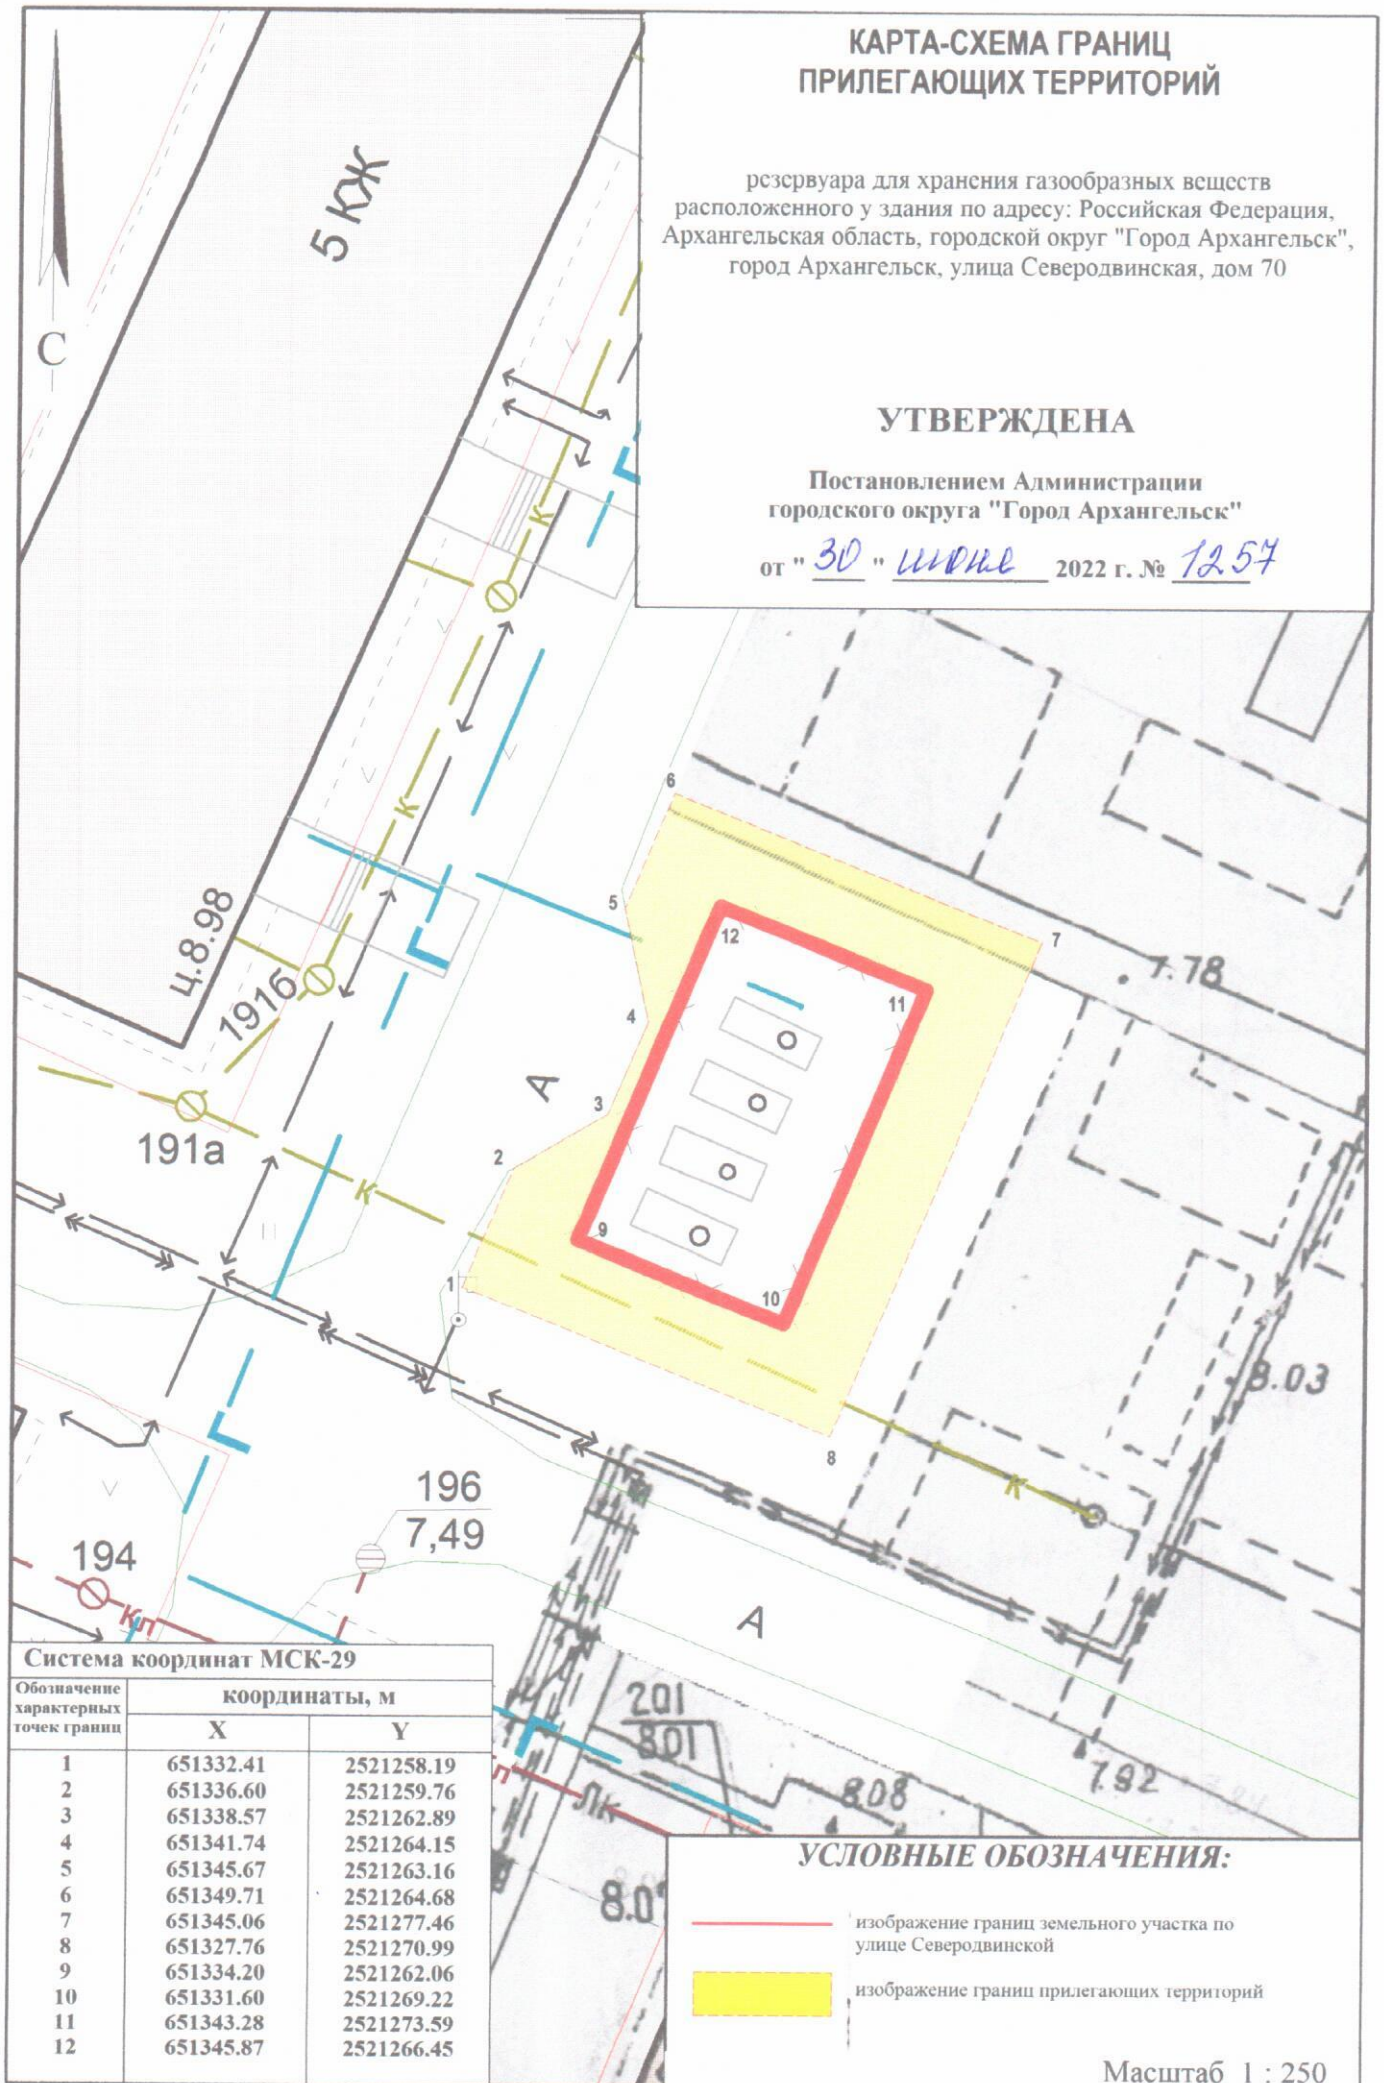 КАРТА-СХЕМА ГРАНИЦ
ПРИЛЕГАЮЩИХ ТЕРРИТОРИЙ
резервуара для хранения газообразных веществ
расположенного у здания по адресу: Российская Федерация,
Архангельская область, городской округ "Город Архангельск",
город Архангельск, улица Северодвинская, дом 70
УТВЕРЖДЕНА
Постановлением Администрации
городского округа "Город Архангельск"
от " 30 " июня 2022 г. № 1257
С
5 КЖ
К
6
К
5
7
12
ц.8.98
7.78
191б
11
4
А
3
191а
2
К
9
1
10
8.03
8
196
7,49
К
194
Кл
А
201
8.01
7.92
л
Лк
8.08
8.0
Система координат МСК-29
Обозначение характерных точек границ
координаты, м
X Y
1 651332.41 2521258.19
2 651336.60 2521259.76
3 651338.57 2521262.89
4 651341.74 2521264.15
5 651345.67 2521263.16
6 651349.71 2521264.68
7 651345.06 2521277.46
8 651327.76 2521270.99
9 651334.20 2521262.06
10 651331.60 2521269.22
11 651343.28 2521273.59
12 651345.87 2521266.45
УСЛОВНЫЕ ОБОЗНАЧЕНИЯ:
изображение границ земельного участка по
улице Северодвинской
изображение границ прилегающих территорий
Масштаб 1 : 250